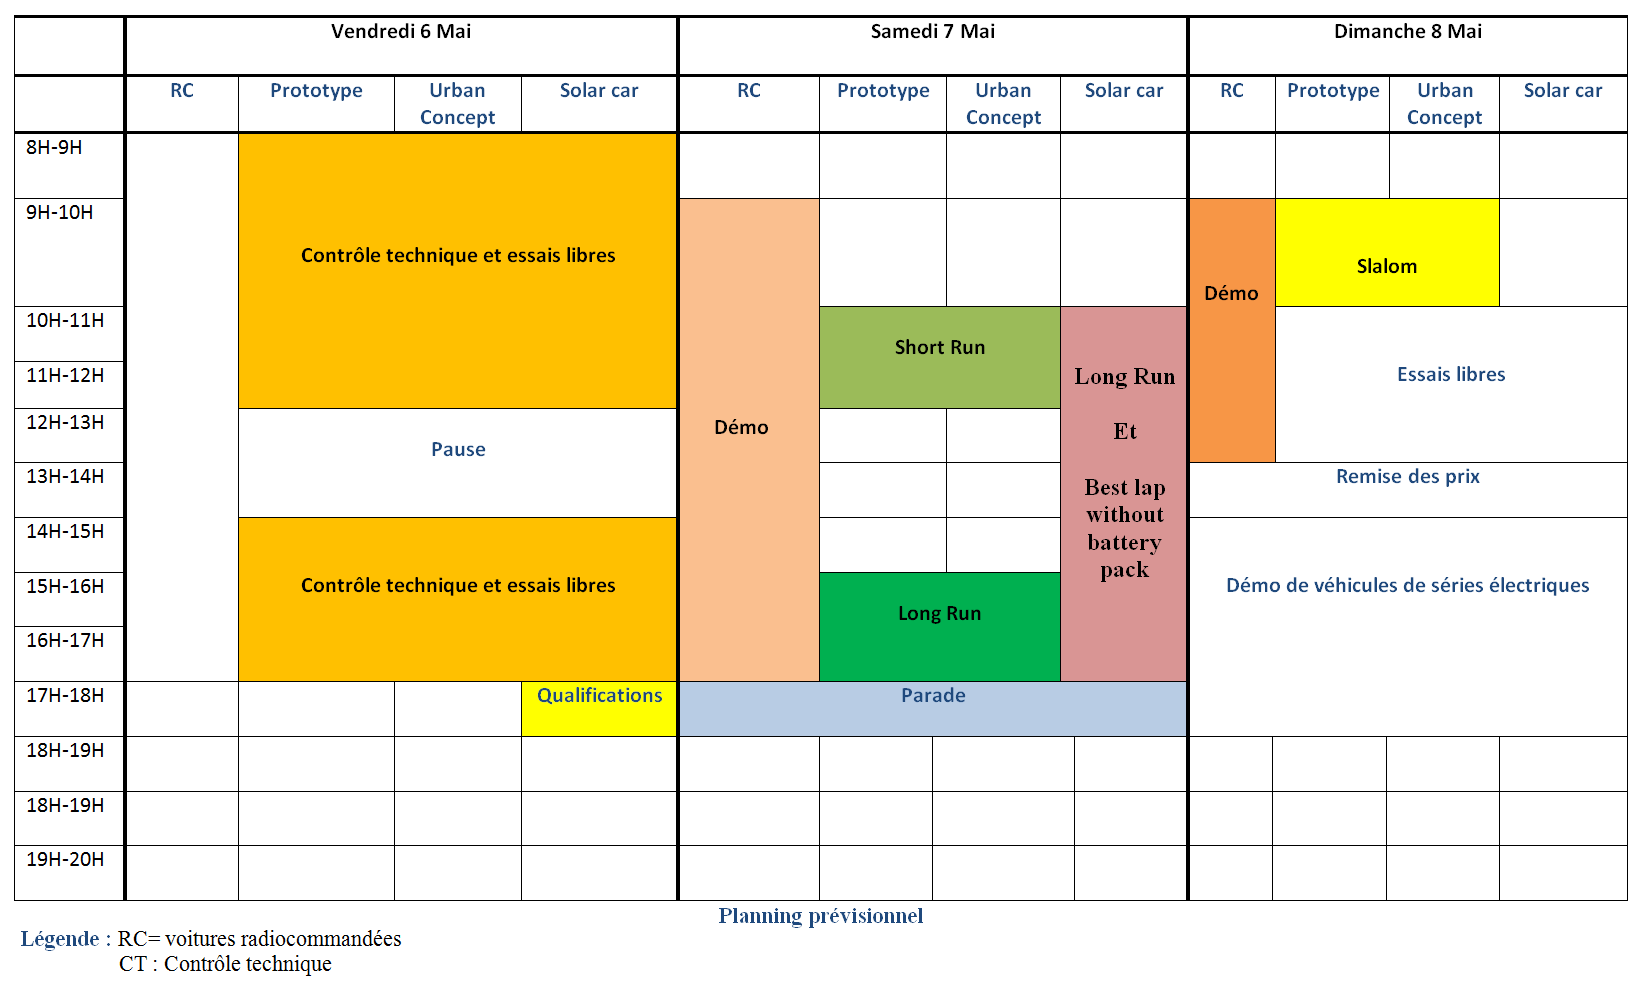 Vendredi 6 Mai Samedi 7 Mai Dimanche 8 Mai
RC Prototype Urban Concept Solar car RC Prototype Urban Concept Solar car RC Prototype Urban Concept Solar car
8H-9H
9H-10H
Contrôle technique et essais libres
Slalom
Démo
10H-11H
Short Run
11H-12H
Long Run
Et
Best lap
without
battery
pack
Essais libres
12H-13H
Démo
Pause
13H-14H
Remise des prix
14H-15H
15H-16H
Contrôle technique et essais libres
Démo de véhicules de séries électriques
Long Run
16H-17H
17H-18H
Qualifications
Parade
18H-19H
18H-19H
19H-20H
Planning prévisionnel
Légende : RC= voitures radiocommandées
CT : Contrôle technique